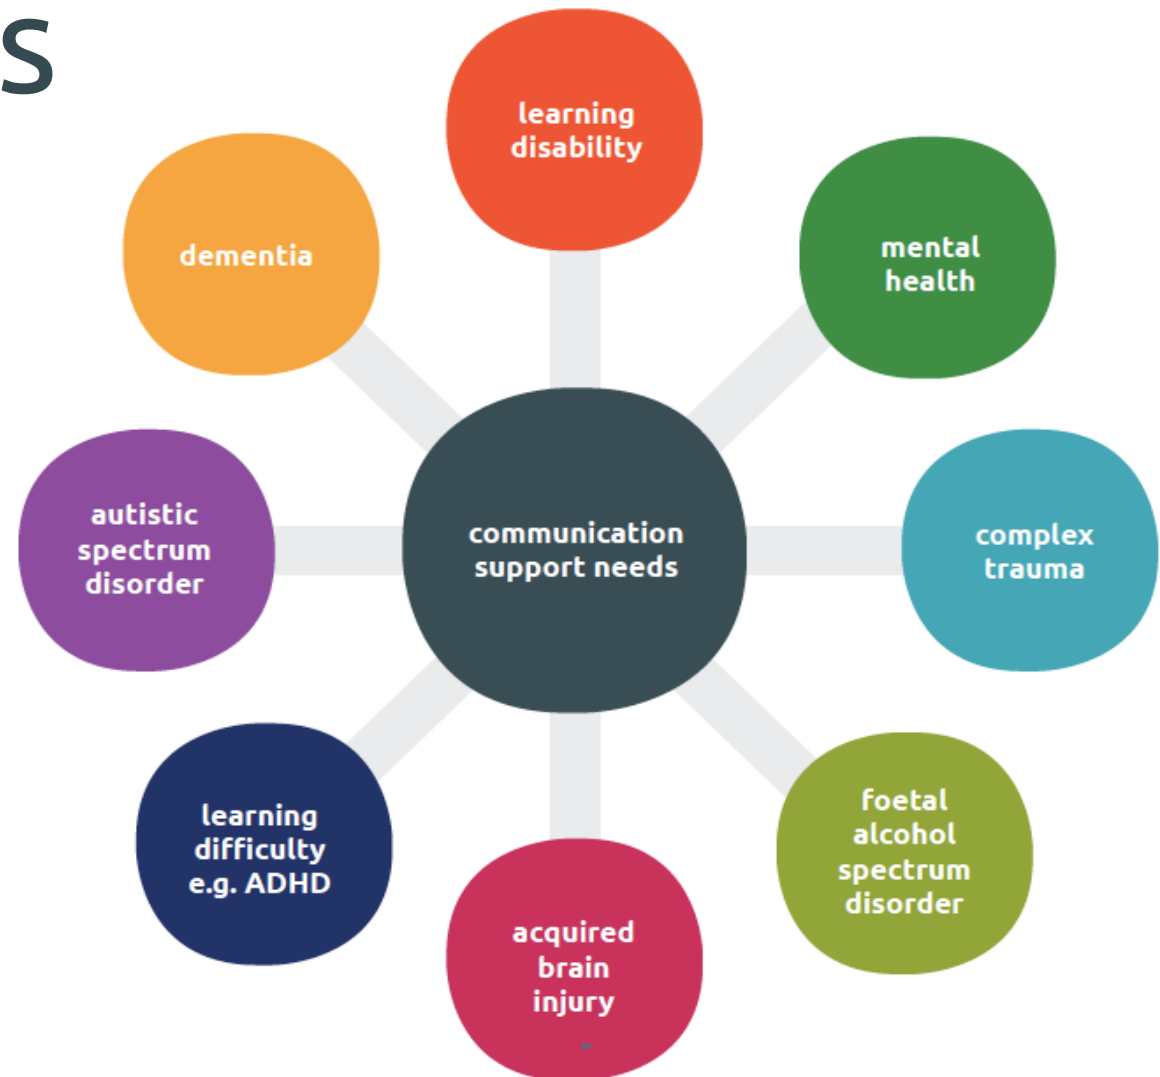 s
learning
disability
mental
health
dementia
communication
support needs
complex
trauma
autistic
spectrum
disorder
foetal
alcohol
spectrum
disorder
learning
difficulty
e.g. ADHD
acquired
brain
injury